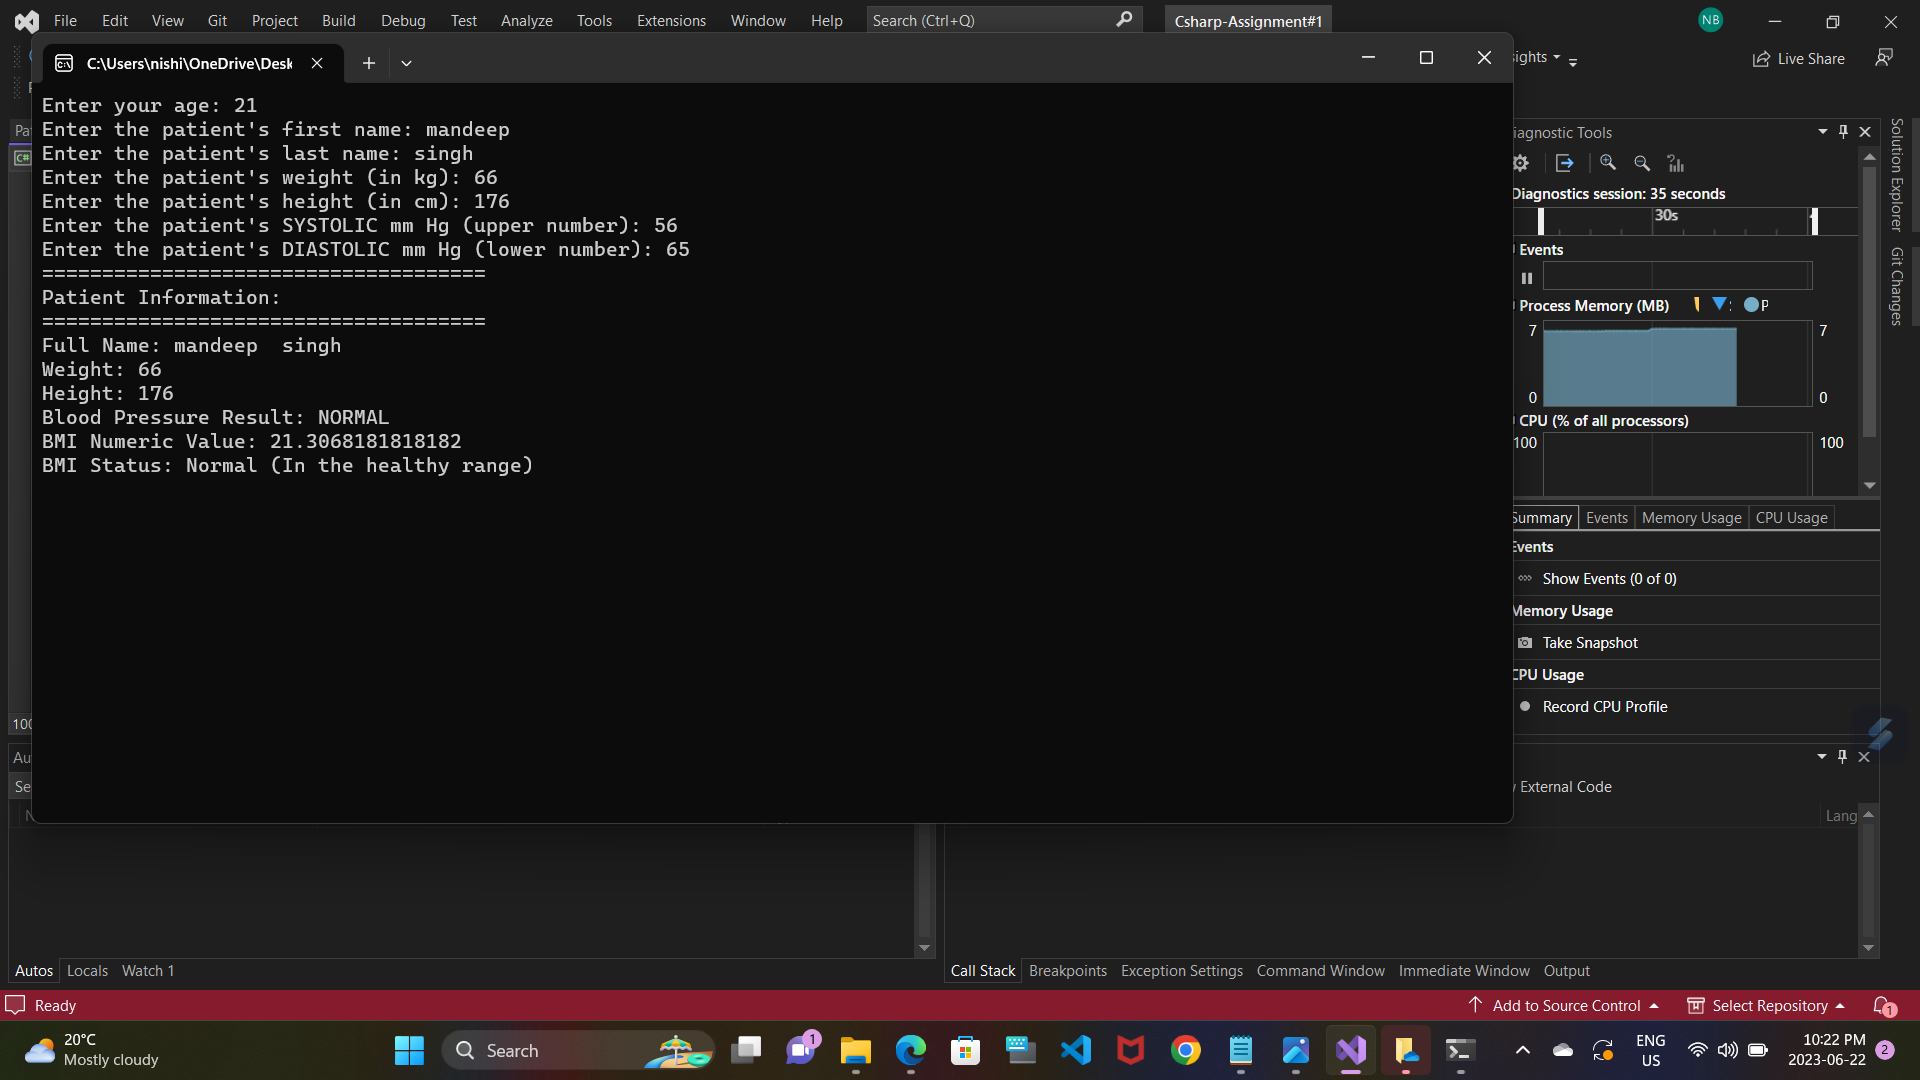 File Edit View Git Project Build Debug Test Analyze Tools Extensions Window Help Search (Ctrl+Q) Csharp-Assignment#1 NB
C:\Users\nishi\OneDrive\Desk
Live Share
Enter your age: 21
Enter the patient's first name: mandeep
Enter the patient's last name: singh
Enter the patient's weight (in kg): 66
Enter the patient's height (in cm): 176
Enter the patient's SYSTOLIC mm Hg (upper number): 56
Enter the patient's DIASTOLIC mm Hg (lower number): 65
=====================================
Patient Information:
=====================================
Full Name: mandeep  singh
Weight: 66
Height: 176
Blood Pressure Result: NORMAL
BMI Numeric Value: 21.3068181818182
BMI Status: Normal (In the healthy range)
iagnostic Tools
Diagnostics session: 35 seconds
30s
Events
Process Memory (MB) P
7 7
0 0
CPU (% of all processors)
100 100
Summary Events Memory Usage CPU Usage
Events
Show Events (0 of 0)
Memory Usage
Take Snapshot
CPU Usage
Record CPU Profile
Solution Explorer
Git Changes
External Code
Lang
Autos Locals Watch 1
Call Stack Breakpoints Exception Settings Command Window Immediate Window Output
Ready
Add to Source Control Select Repository 1
20°C
Mostly cloudy
Search
1
ENG
US
10:22 PM
2023-06-22
2